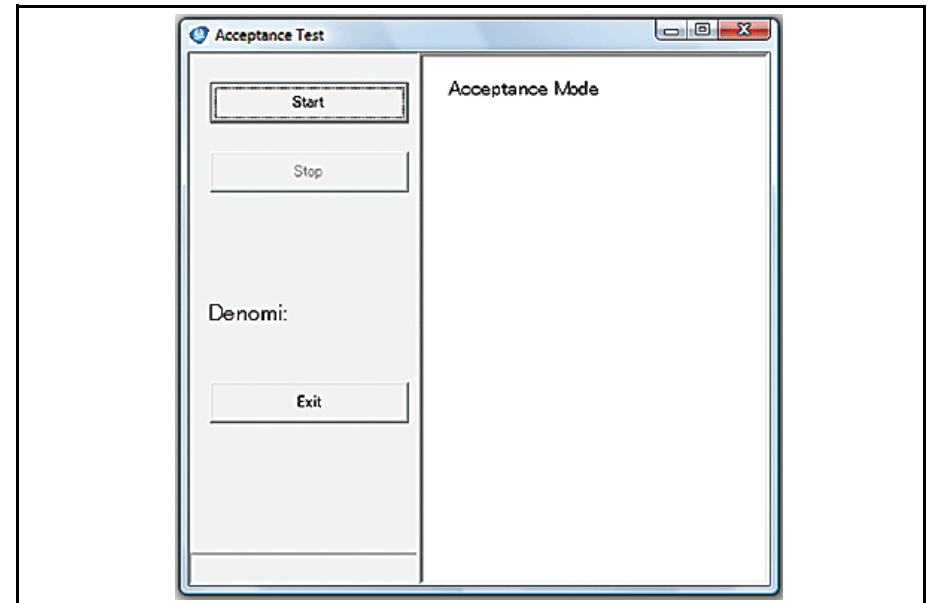 Acceptance Test
Start
Stop
Denomi:
Exit
Acceptance Mode